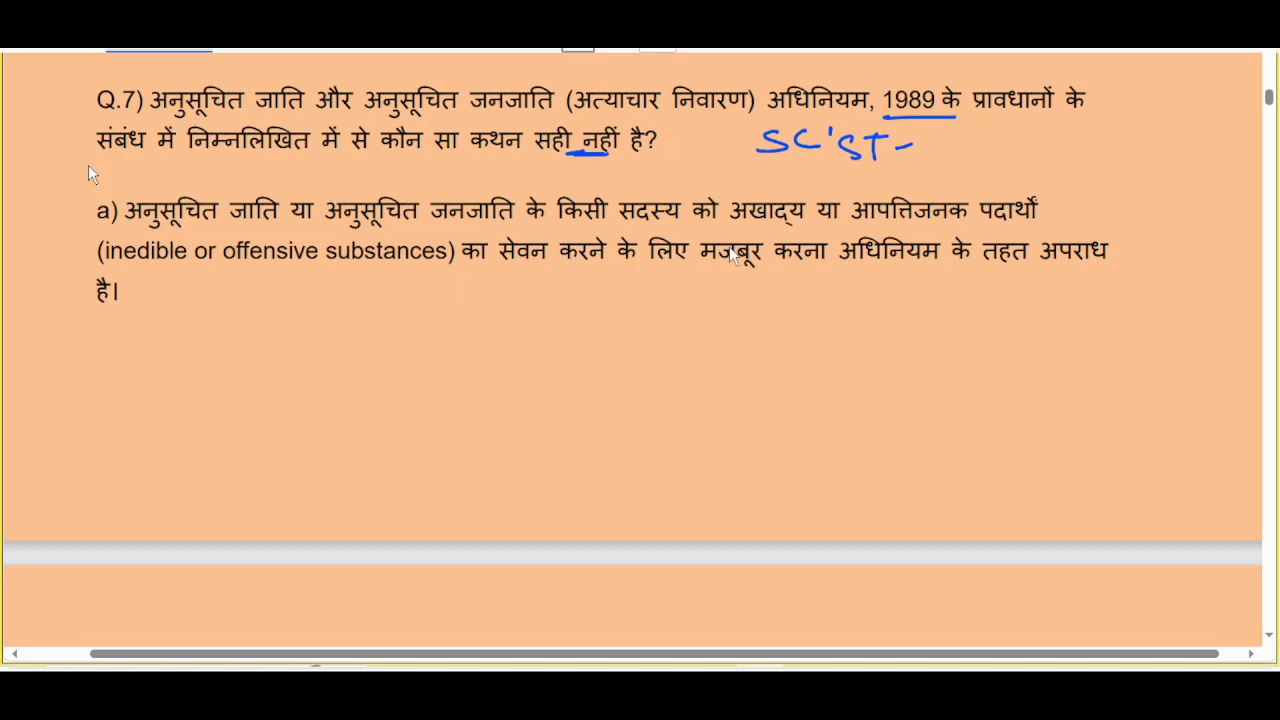 Q.7) अनुसूचित जाति और अनुसूचित जनजाति (अत्याचार निवारण) अधिनियम, 1989 के प्रावधानों के
संबंध में निम्नलिखित में से कौन सा कथन सही नहीं है?
SC'ST -
a) अनुसूचित जाति या अनुसूचित जनजाति के किसी सदस्य को अखाद्य या आपत्तिजनक पदार्थों
(inedible or offensive substances) का सेवन करने के लिए मजबूर करना अधिनियम के तहत अपराध
है।